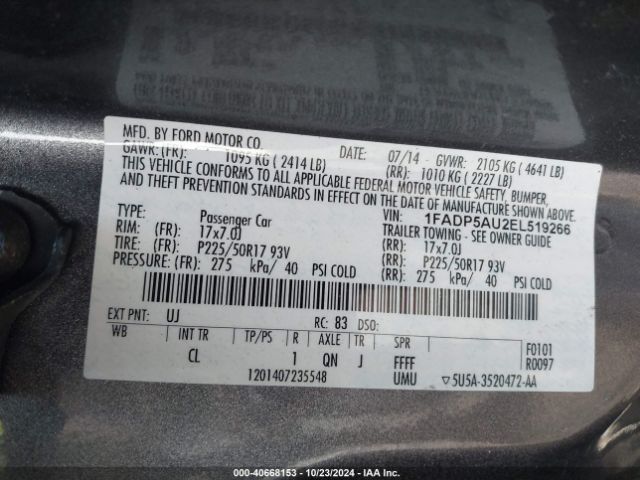 MFD. BY FORD MOTOR CO.
DATE: 07/14 GVWR: 2105 KG ( 4641 LB)
GAWR: (FR): 1095 KG ( 2414 LB) (RR): 1010 KG ( 2227 LB)
THIS VEHICLE CONFORMS TO ALL APPLICABLE FEDERAL MOTOR VEHICLE SAFETY, BUMPER,
AND THEFT PREVENTION STANDARDS IN EFFECT ON THE DATE OF MANUFACTURE SHOWN ABOVE.
VIN: 1FADP5AU2EL519266
TYPE: Passenger Car TRAILER TOWING - SEE OWNER GUIDE
RIM: (FR): 17x7.0J (RR): 17x7.0J
TIRE: (FR): P225/50R17 93V (RR): P225/50R17 93V
PRESSURE: (FR): 275 kPa/ 40 PSI COLD (RR): 275 kPa/ 40 PSI COLD
EXT PNT: UJ RC: 83 DSO:
WB INT TR TP/PS R AXLE TR SPR F0101
CL 1 QN J FFFF R0097
1201407235548 UMU ▽5U5A-3520472-AA
000-40668153 - 10/23/2024 - IAA Inc.